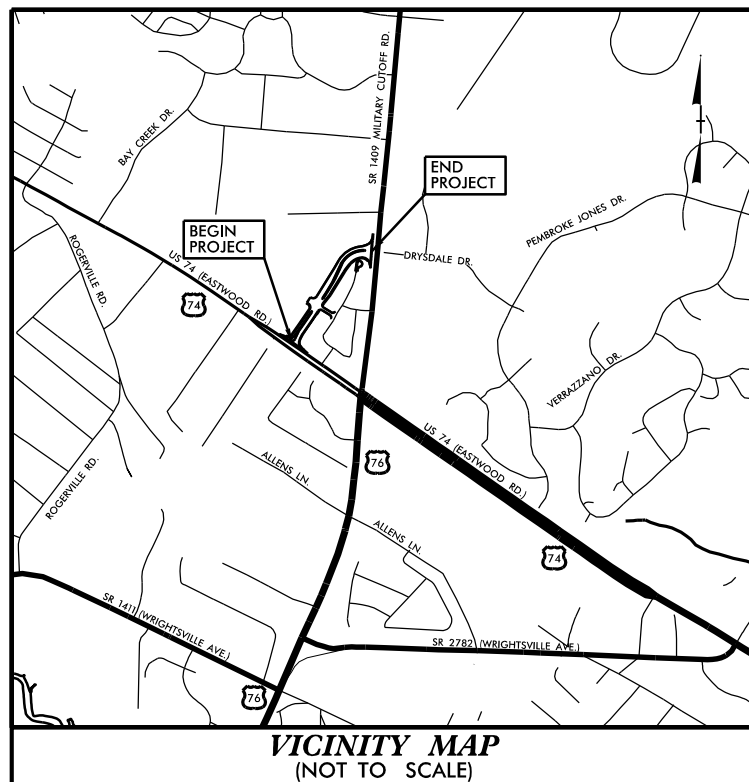 SR 1409 MILITARY CUTOFF RD.
BAY CREEK DR.
END
PROJECT
BEGIN
PROJECT
PEMBROKE JONES DR.
ROGERVILLE RD.
US 74 (EASTWOOD RD.)
DRYSDALE DR.
74
P
VERRAZZANO DR.
US 74 (EASTWOOD RD.)
ALLENS LN.
76
ROGERVILLE RD.
ALLENS LN.
74
SR 1411 (WRIGHTSVILLE AVE.)
SR 2782 (WRIGHTSVILLE AVE.)
76
VICINITY MAP
(NOT TO SCALE)